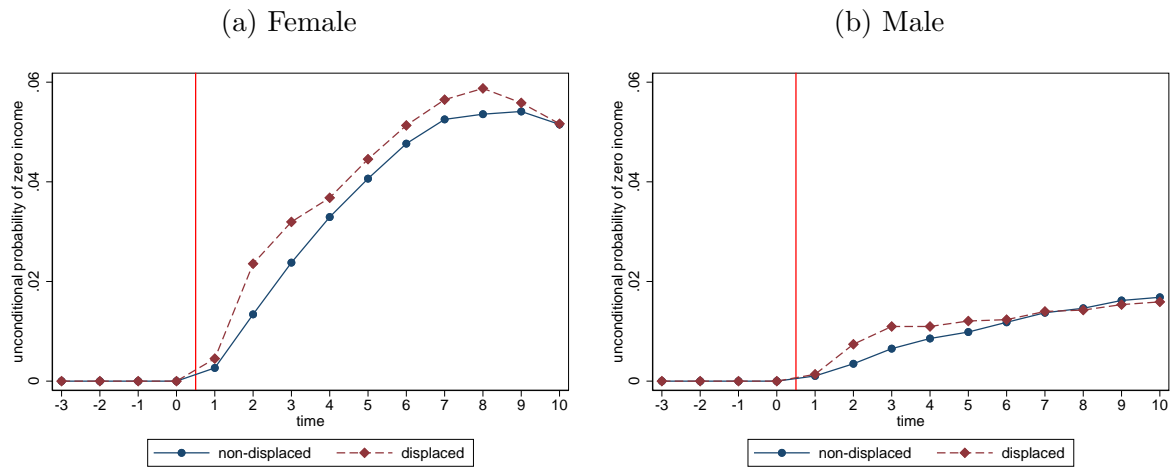 (a) Female
unconditional probability of zero income
.06
.04
.02
0
-3 -2 -1 0 1 2 3 4 5 6 7 8 9 10
time
non-displaced displaced
(b) Male
unconditional probability of zero income
.06
.04
.02
0
-3 -2 -1 0 1 2 3 4 5 6 7 8 9 10
time
non-displaced displaced